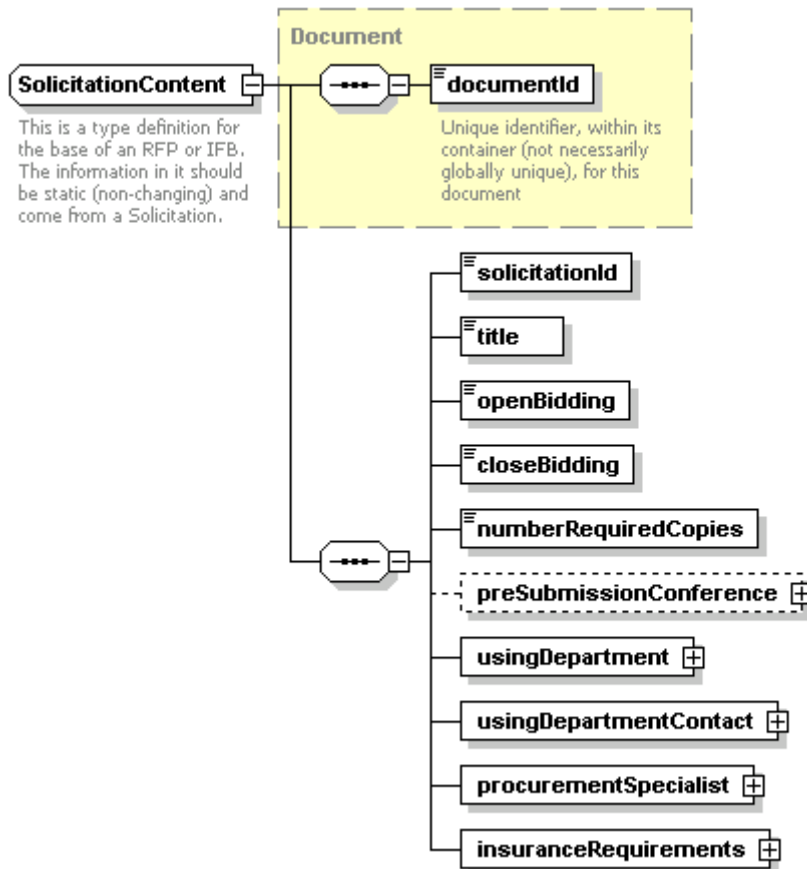 Document
SolicitationContent
documentId
This is a type definition for
the base of an RFP or IFB.
The information in it should
be static (non-changing) and
come from a Solicitation.
Unique identifier, within its
container (not necessarily
globally unique), for this
document
solicitationId
title
openBidding
closeBidding
numberRequiredCopies
preSubmissionConference
usingDepartment
usingDepartmentContact
procurementSpecialist
insuranceRequirements